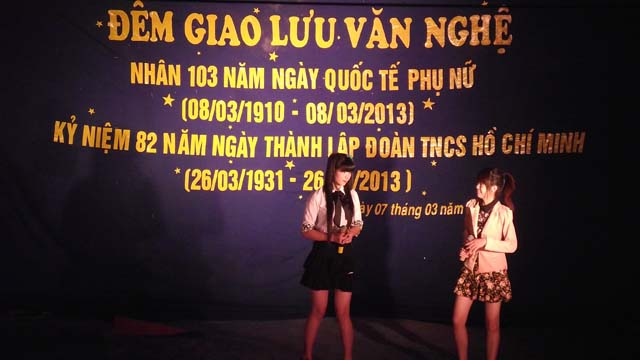 ĐÊM GIAO LƯU VĂN NGHỆ
NHÂN 103 NĂM NGÀY QUỐC TẾ PHỤ NỮ
(08/03/1910 - 08/03/2013)
KỶ NIỆM 82 NĂM NGÀY THÀNH LẬP ĐOÀN TNCS HỒ CHÍ MINH
(26/03/1931 - 26 2013)
07 tháng 03 năm